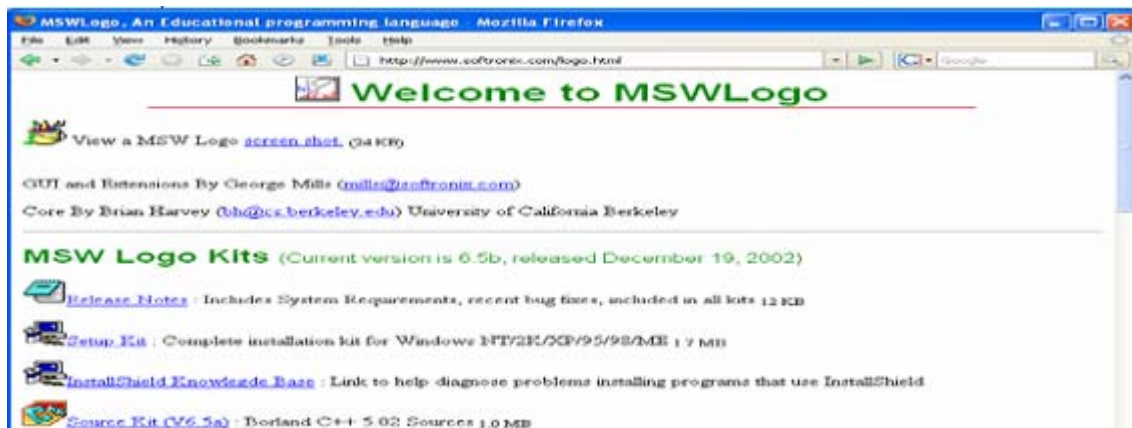 MSWLogo, An Educational programming language - Mozilla Firefox
File Edit View History Bookmarks Tools Help
http://www.softronix.com/logo.html
Google
Welcome to MSWLogo
View a MSW Logo screen shot. (24 KB)
GUI and Extensions By George Mills (mills@softronix.com)
Core By Brian Harvey (bh@cs.berkeley.edu) University of California Berkeley
MSW Logo Kits (Current version is 6.5b, released December 19, 2002)
Release Notes : Includes System Requirements, recent bug fixes, included in all kits 12 KB
Setup Kit : Complete installation kit for Windows NT/2K/XP/95/98/ME 1.7 MB
InstallShield Knowlegde Base : Link to help diagnose problems installing programs that use InstallShield
Source Kit (V6.5a) : Borland C++ 5.02 Sources 1.0 MB